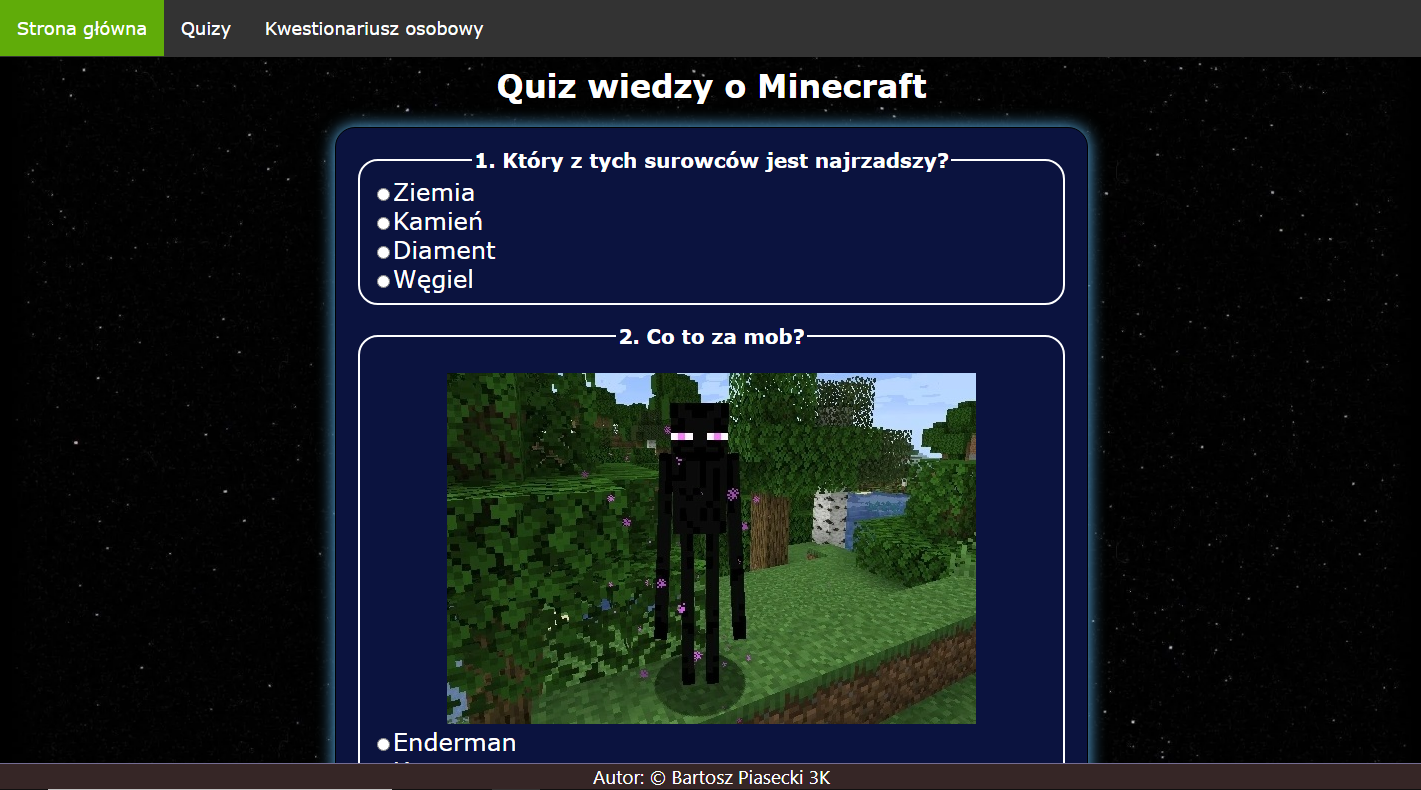 Strona główna Quizy Kwestionariusz osobowy
Quiz wiedzy o Minecraft
1. Który z tych surowców jest najrzadszy?
Ziemia
Kamień
Diament
Węgiel
2. Co to za mob?
Enderman
Autor: © Bartosz Piasecki 3K